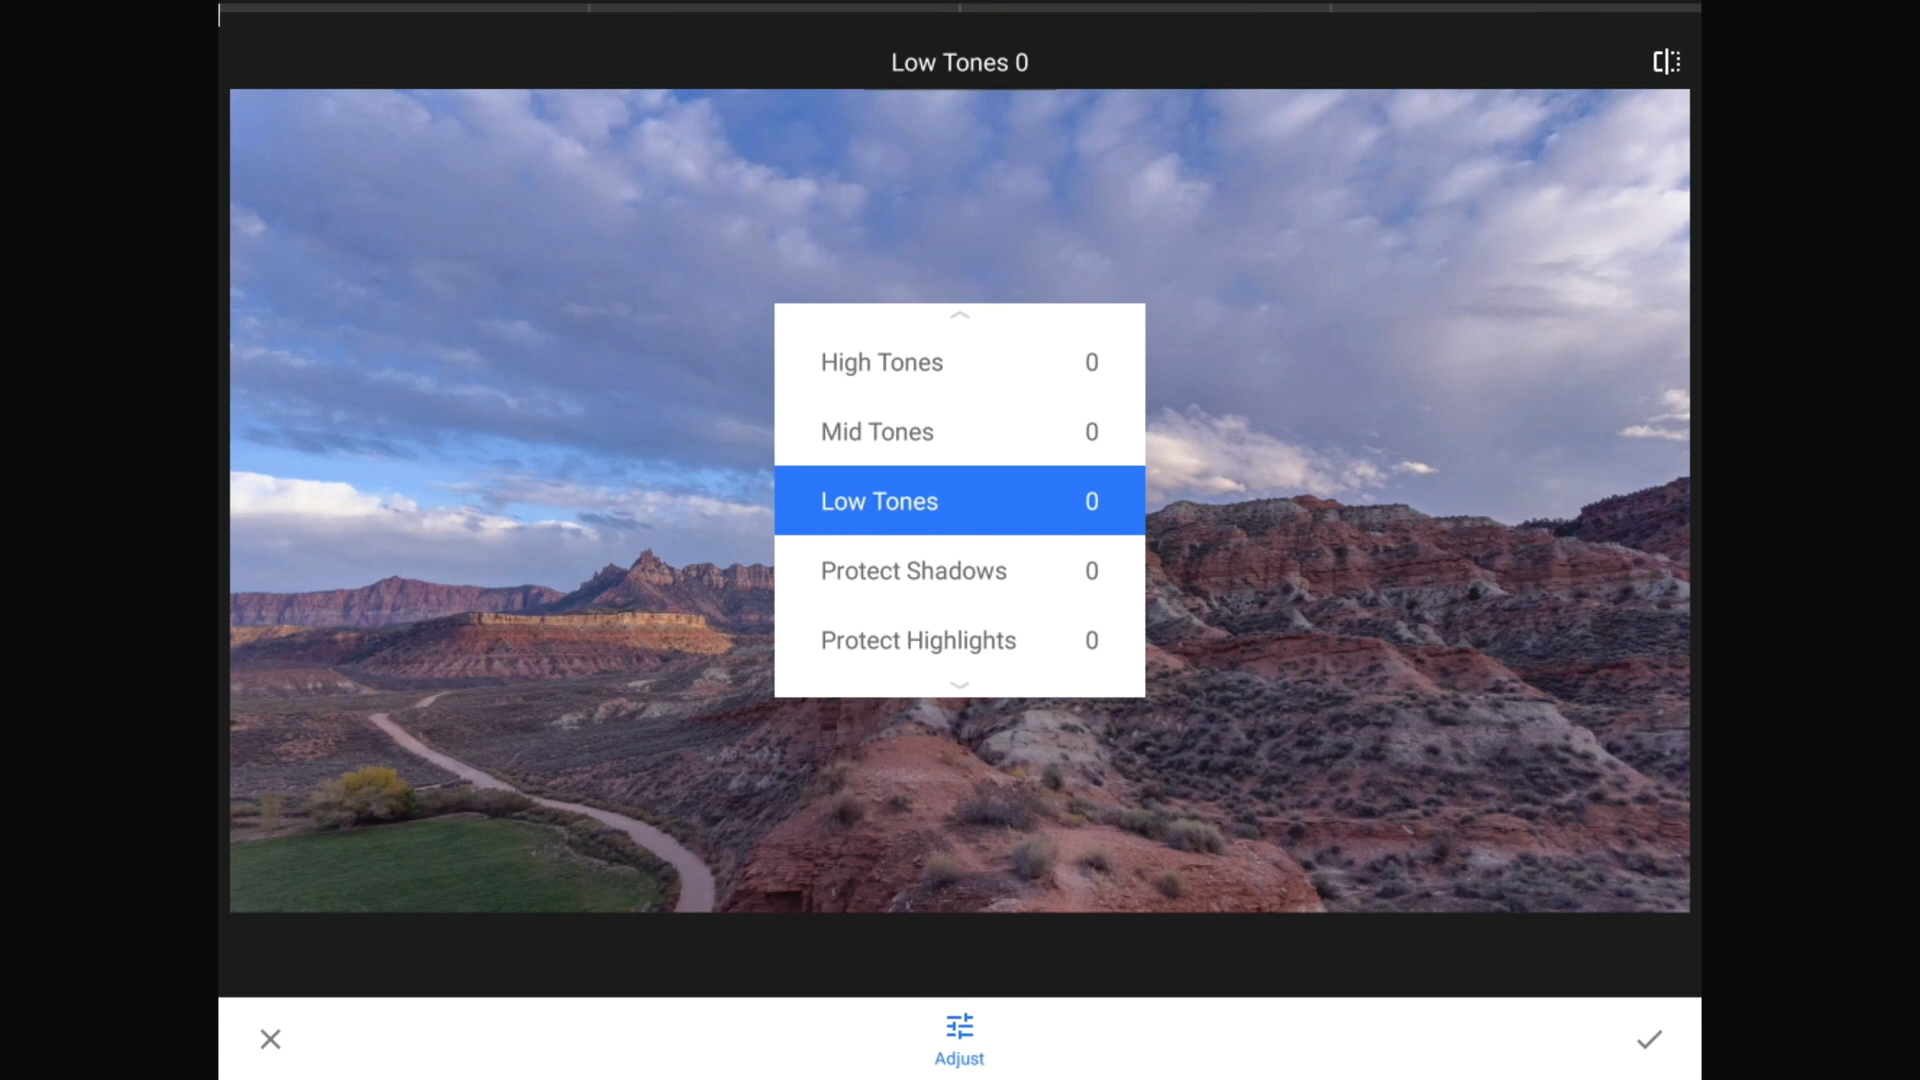 Low Tones 0
High Tones 0
Mid Tones 0
Low Tones 0
Protect Shadows 0
Protect Highlights 0
Adjust